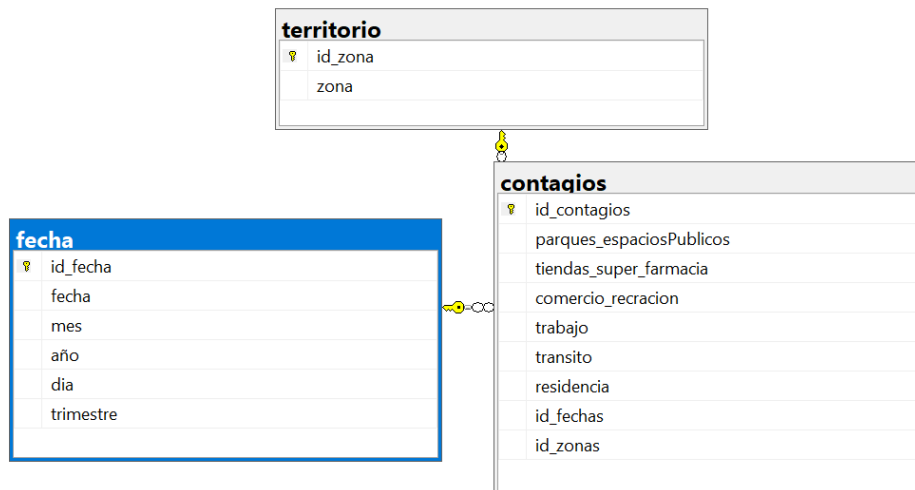 territorio
id_zona
zona
contagios
id_contagios
parques_espaciosPublicos
tiendas_super_farmacia
comercio_recracion
trabajo
transito
residencia
id_fechas
id_zonas
fecha
id_fecha
fecha
mes
año
dia
trimestre